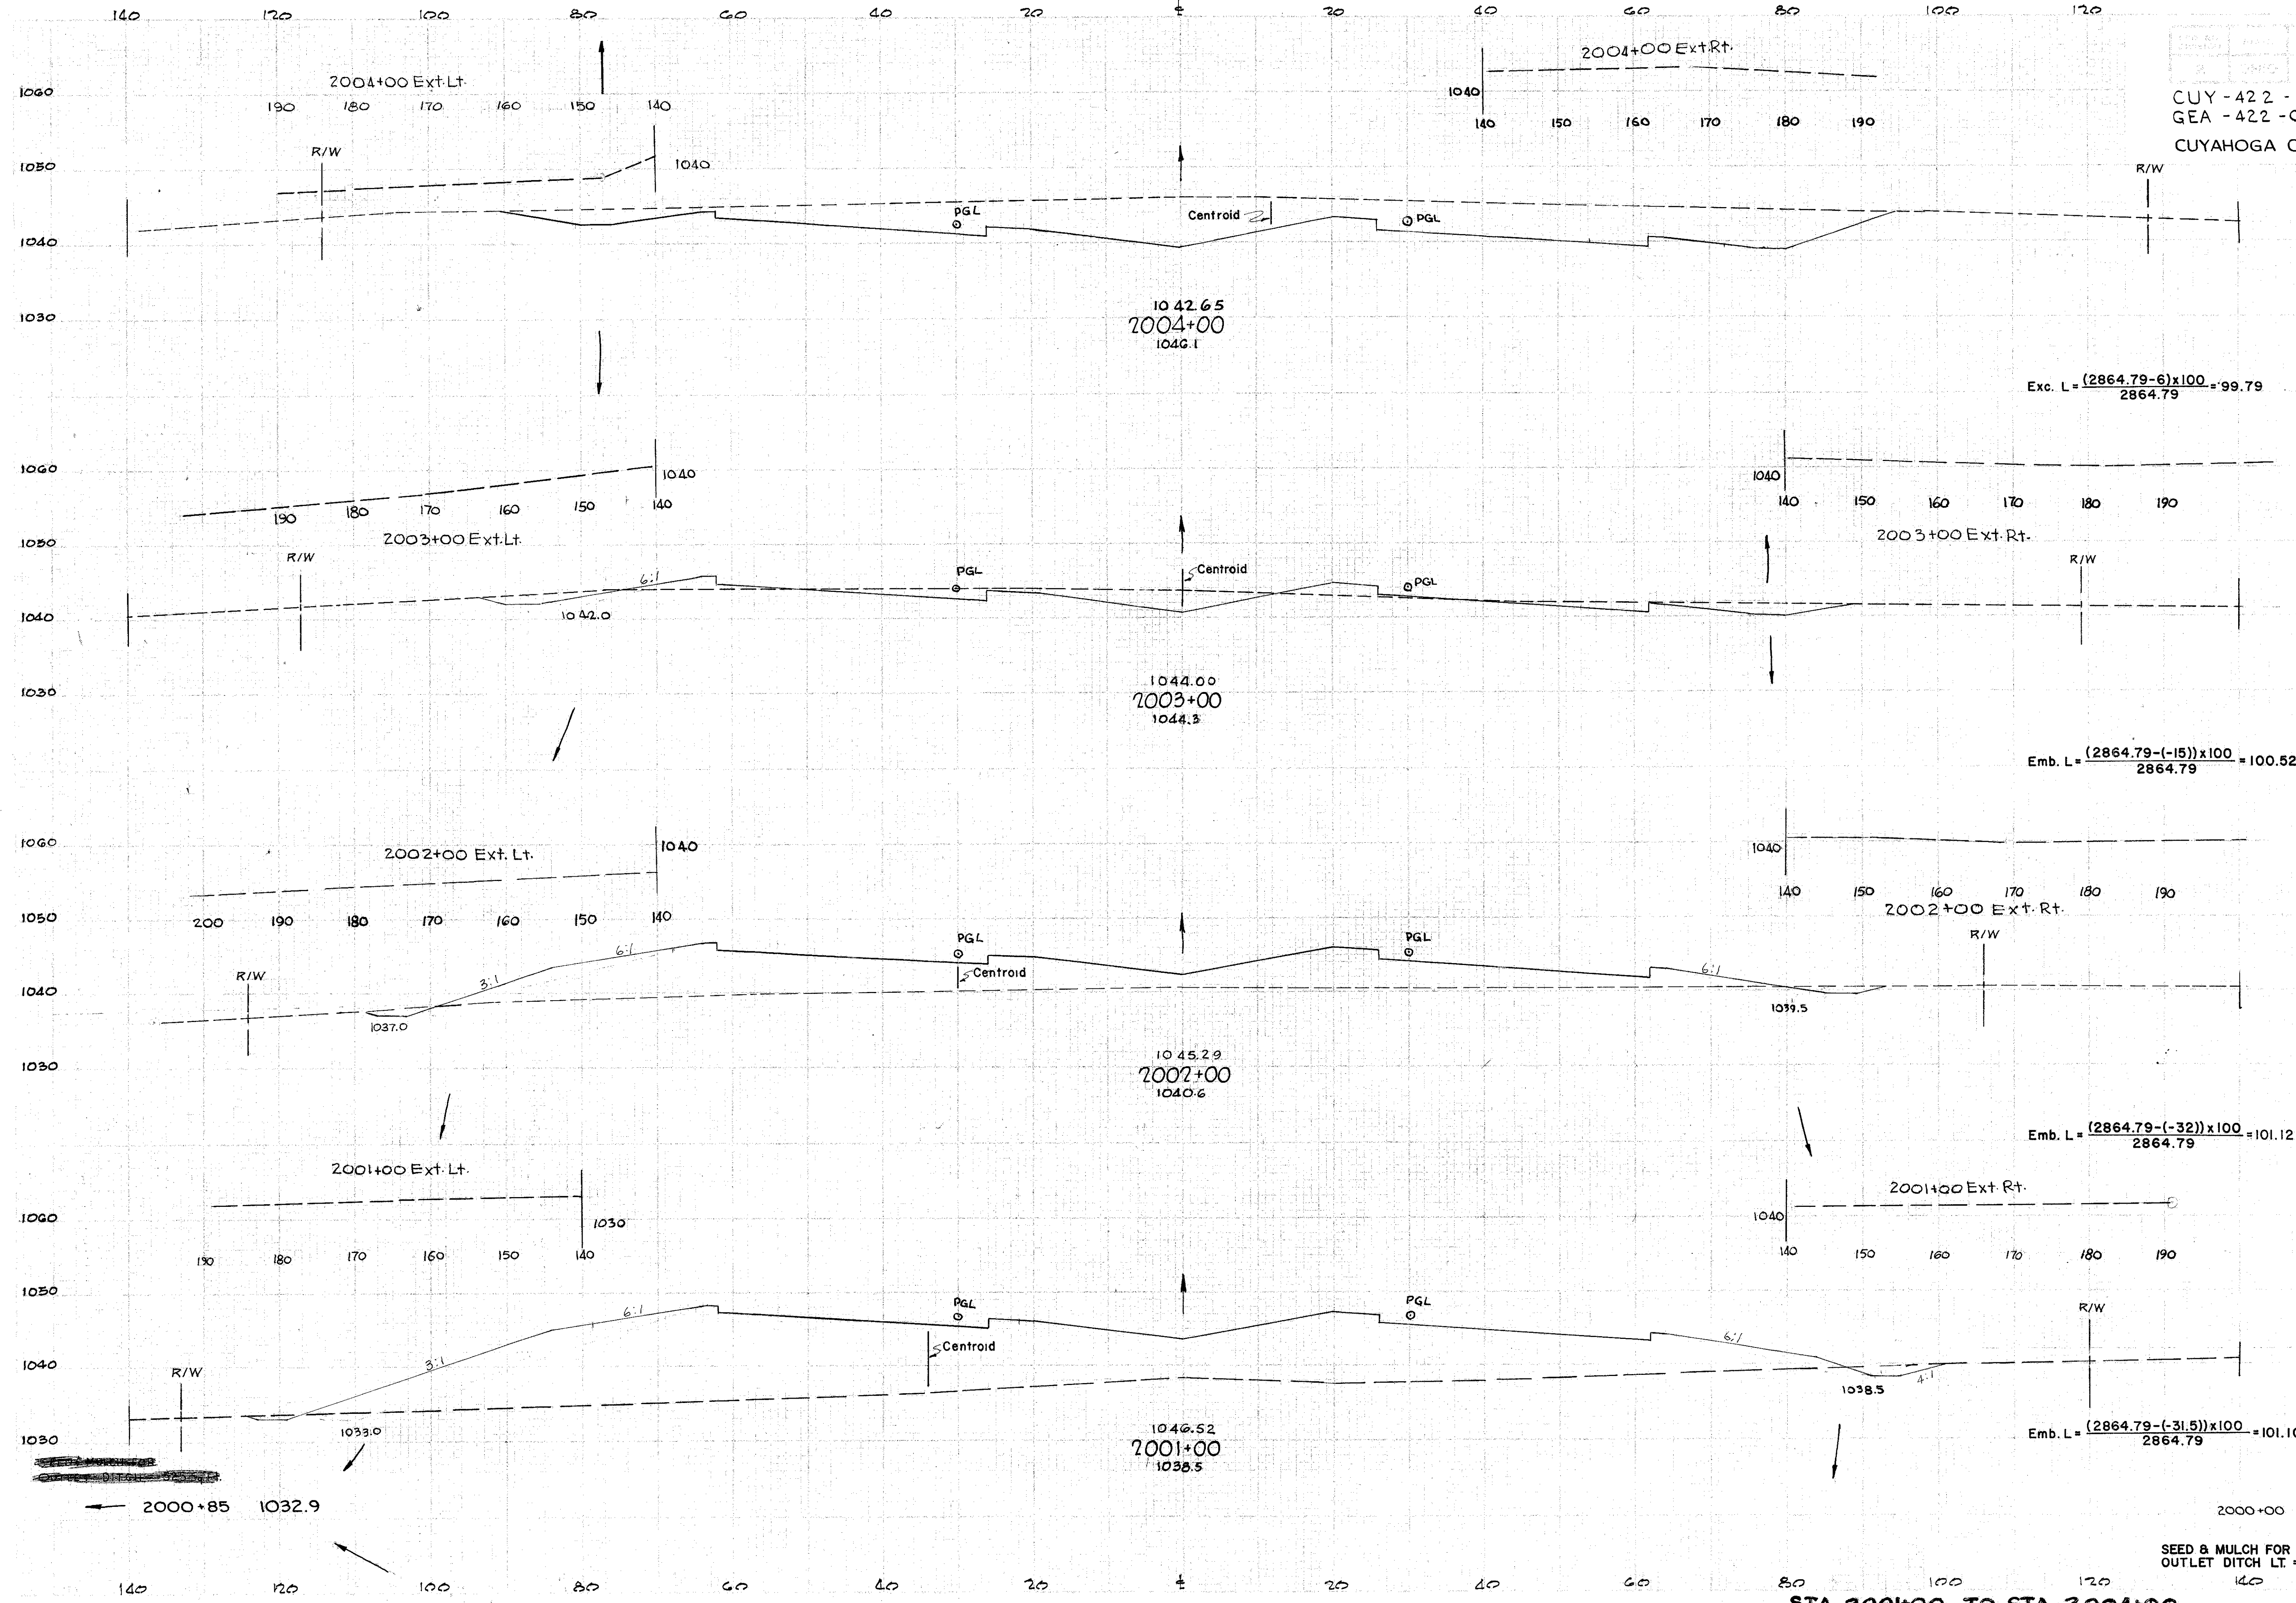 140 120 100 80 60 40 20 ℄ 20 40 60 80 100 120
2004+00 Ext. Rt.
2004+00 Ext. Lt.
1060
190 180 170 160 150 140
1040
140 150 160 170 180 190
CUY - 422 -
GEA - 422 - C
CUYAHOGA C
R/W
1050
1040
R/W
PGL
Centroid
PGL
1040
1030
1042.65
2004+00
1046.1
Exc. L = (2864.79-6)x100 = 99.79
2864.79
1060
1040
1040
190 180 170 160 150 140
140 150 160 170 180 190
2003+00 Ext. Lt.
2003+00 Ext. Rt.
1050
R/W
R/W
PGL
Centroid
PGL
6:1
1040
1042.0
1030
1044.00
2003+00
1044.3
Emb. L = (2864.79-(-15))x100 = 100.52
2864.79
1060
2002+00 Ext. Lt.
1040
1040
140 150 160 170 180 190
1050
200 190 180 170 160 150 140
2002+00 Ext. Rt.
R/W
PGL
PGL
6:1
R/W
3:1
Centroid
6:1
1040
1037.0
1039.5
1030
1045.29
2002+00
1040.6
Emb. L = (2864.79-(-32))x100 = 101.12
2864.79
2001+00 Ext. Lt.
2001+00 Ext. Rt.
1060
1030
1040
190 180 170 160 150 140
140 150 160 170 180 190
1050
PGL
PGL
R/W
6:1
6:1
Centroid
3:1
1040
R/W
4:1
1038.5
1033.0
1030
1046.52
2001+00
1038.5
Emb. L = (2864.79-(-31.5))x100 = 101.10
2864.79
2000+85 1032.9
2000+00
SEED & MULCH FOR
OUTLET DITCH LT. =
140 120 100 80 60 40 20 ℄ 20 40 60 80 100 120 140
STA. 2001+00 TO STA. 2004+00